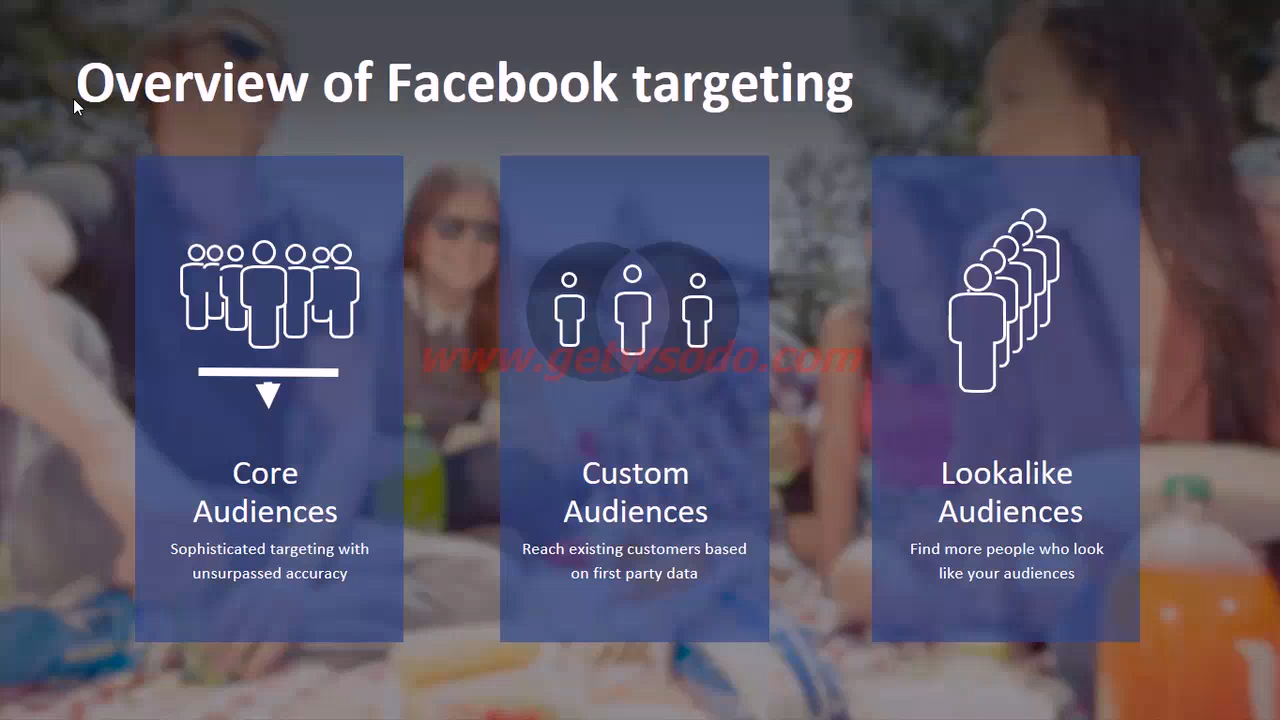 Overview of Facebook targeting
www.getwsodo.com
Core
Audiences
Sophisticated targeting with
unsurpassed accuracy
Custom
Audiences
Reach existing customers based
on first party data
Lookalike
Audiences
Find more people who look
like your audiences